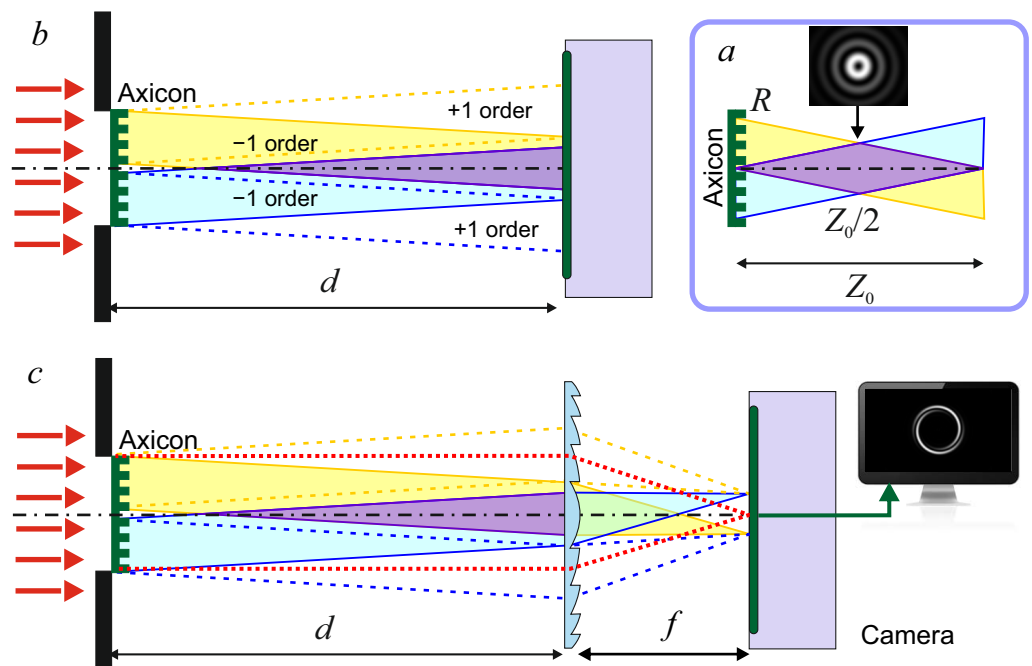 b
Axicon
+1 order
−1 order
−1 order
+1 order
d
a
R
Axicon
Z₀/2
Z₀
c
Axicon
d
f
Camera